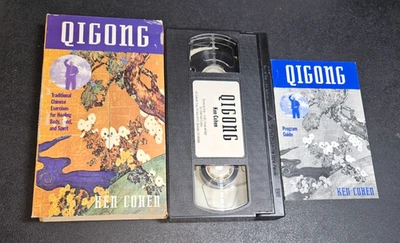 QIGONG
Traditional
Chinese
Exercises
for Healing
Body, Mind,
and Spirit
KEN COHEN
QIGONG
Ken Cohen
QIGONG
Program
Guide
KEN COHEN